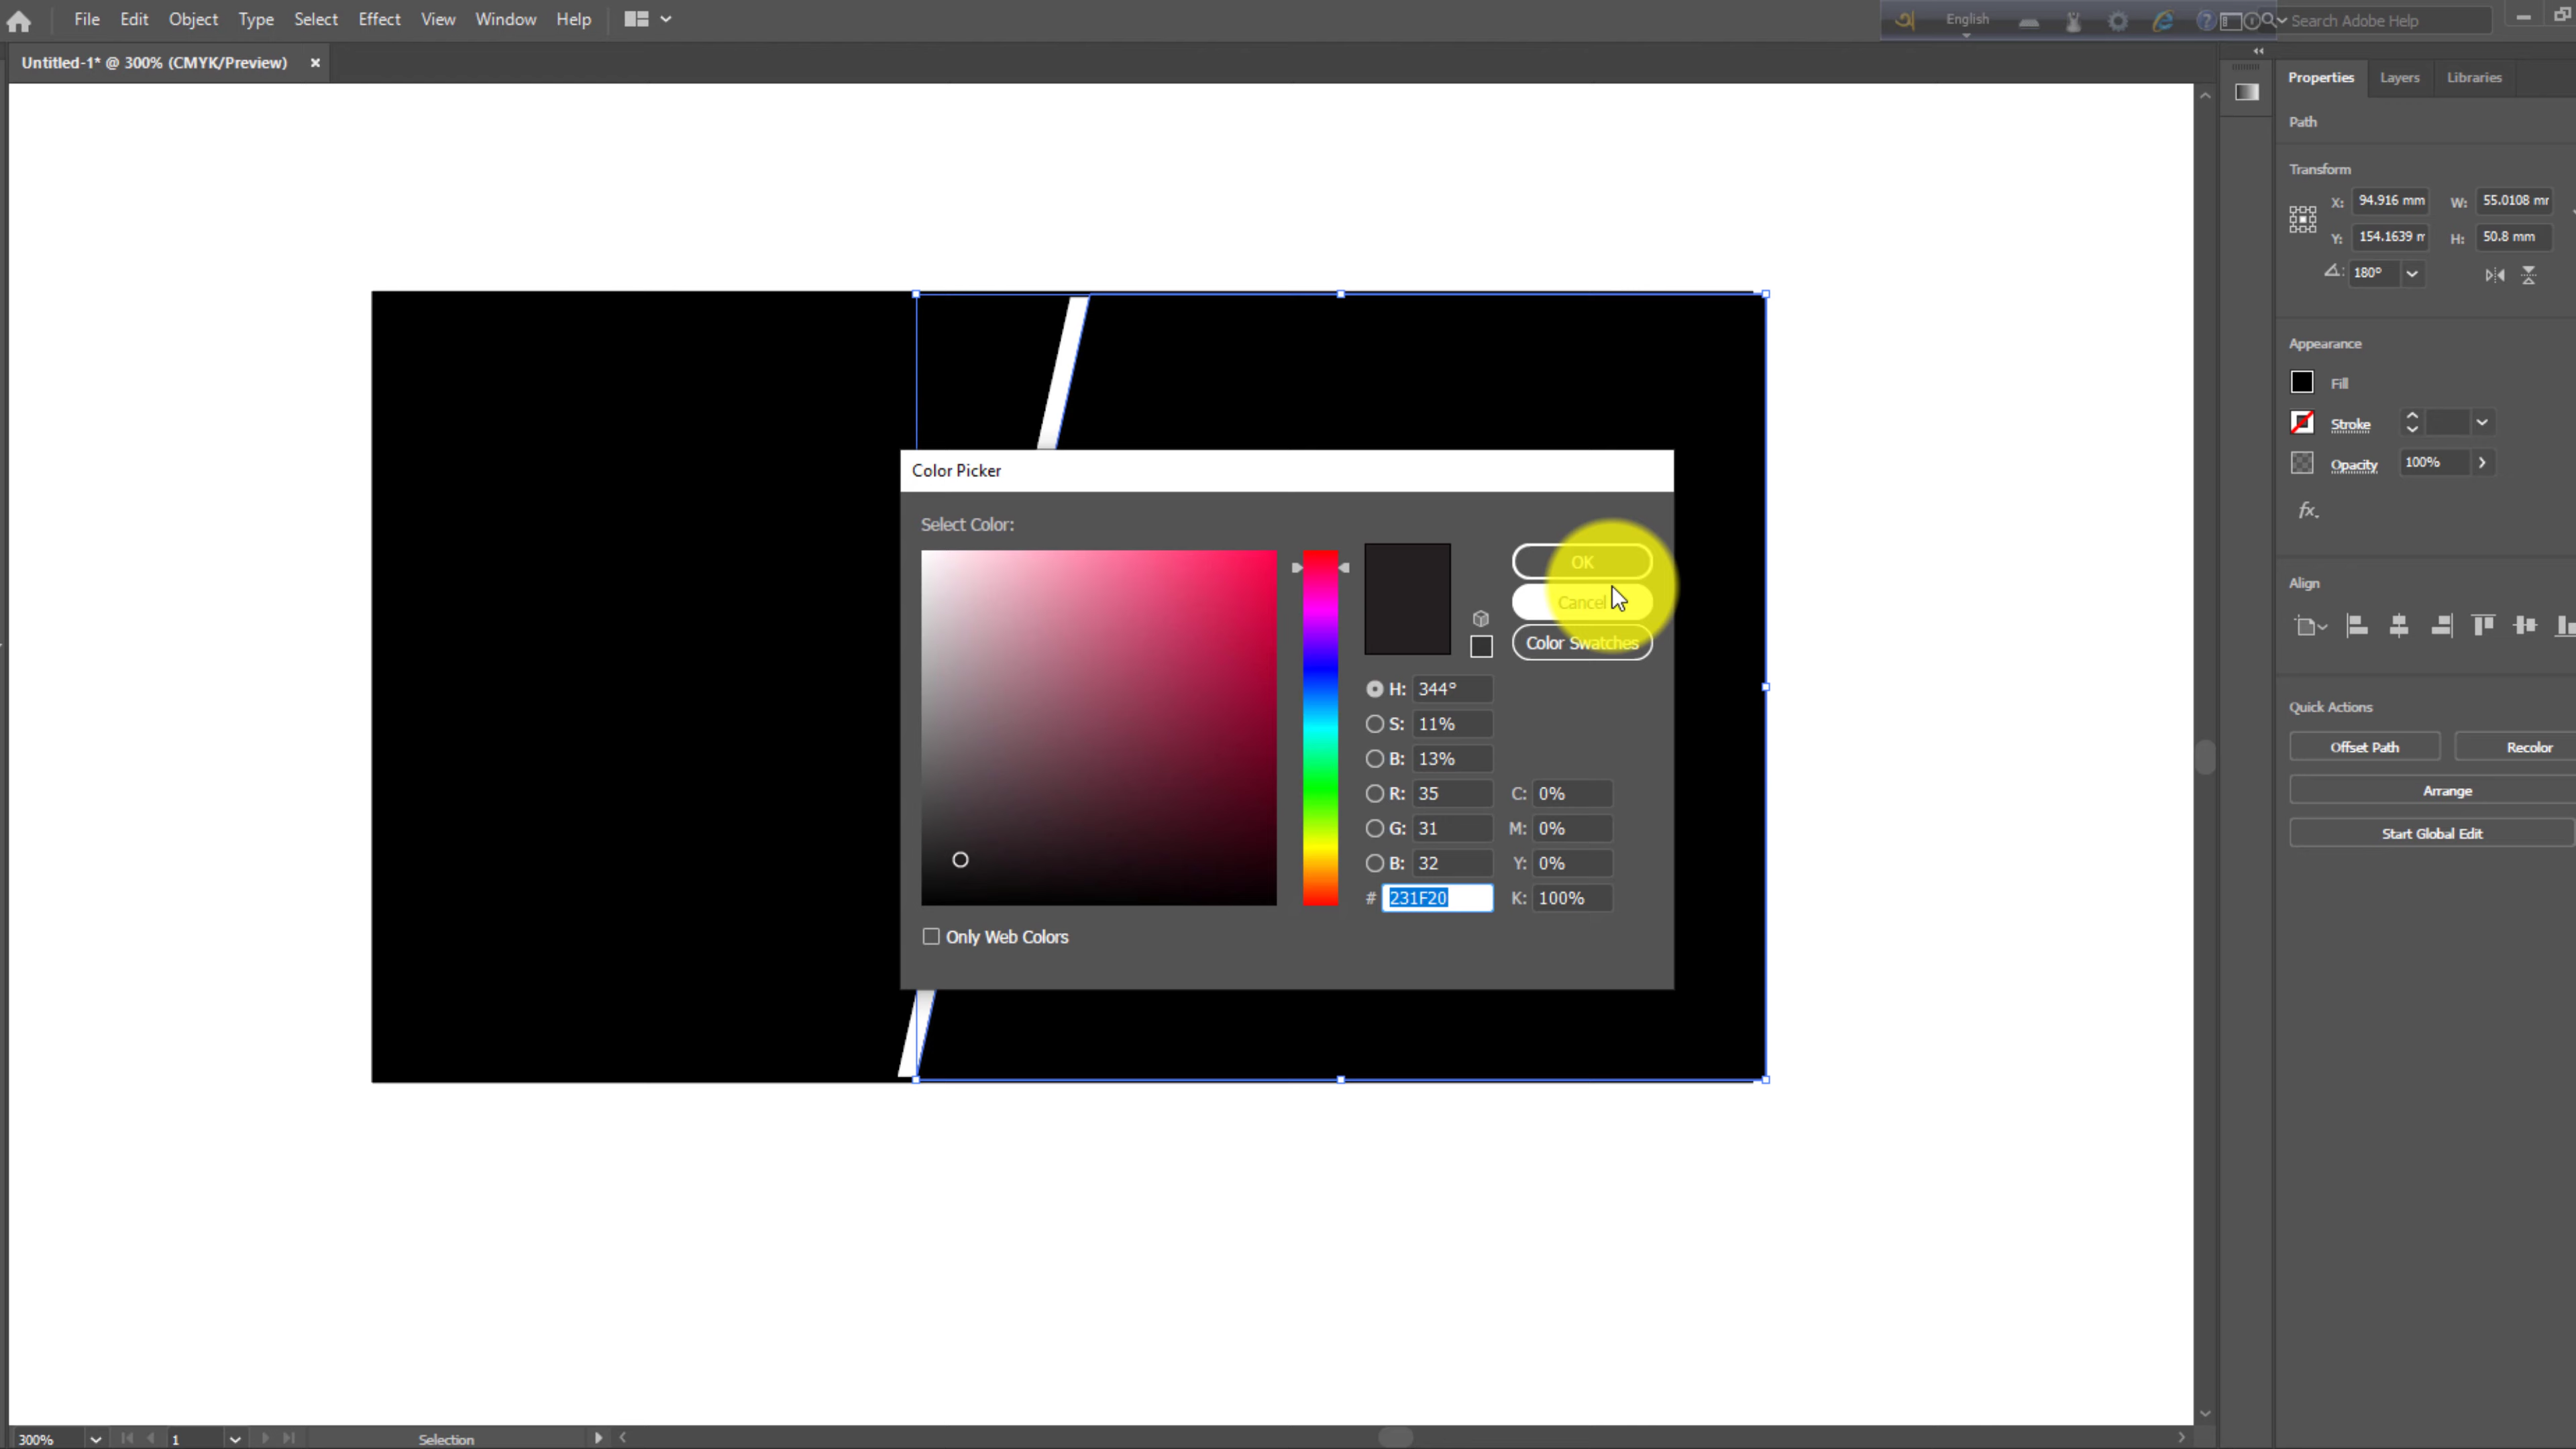 File Edit Object Type Select Effect View Window Help
অ English Search Adobe Help
Untitled-1* @ 300% (CMYK/Preview) ×
Properties Layers Libraries
Path
Transform
X: 94.916 mm W: 55.0108 mr
Y: 154.1639 r H: 50.8 mm
180°
Appearance
Fill
Stroke
Opacity 100%
fx.
Align
Quick Actions
Offset Path Recolor
Arrange
Start Global Edit
Color Picker
Select Color:
OK
Cancel
Color Swatches
H: 344°
S: 11%
B: 13%
R: 35 C: 0%
G: 31 M: 0%
B: 32 Y: 0%
# 231F20 K: 100%
Only Web Colors
300% 1 Selection